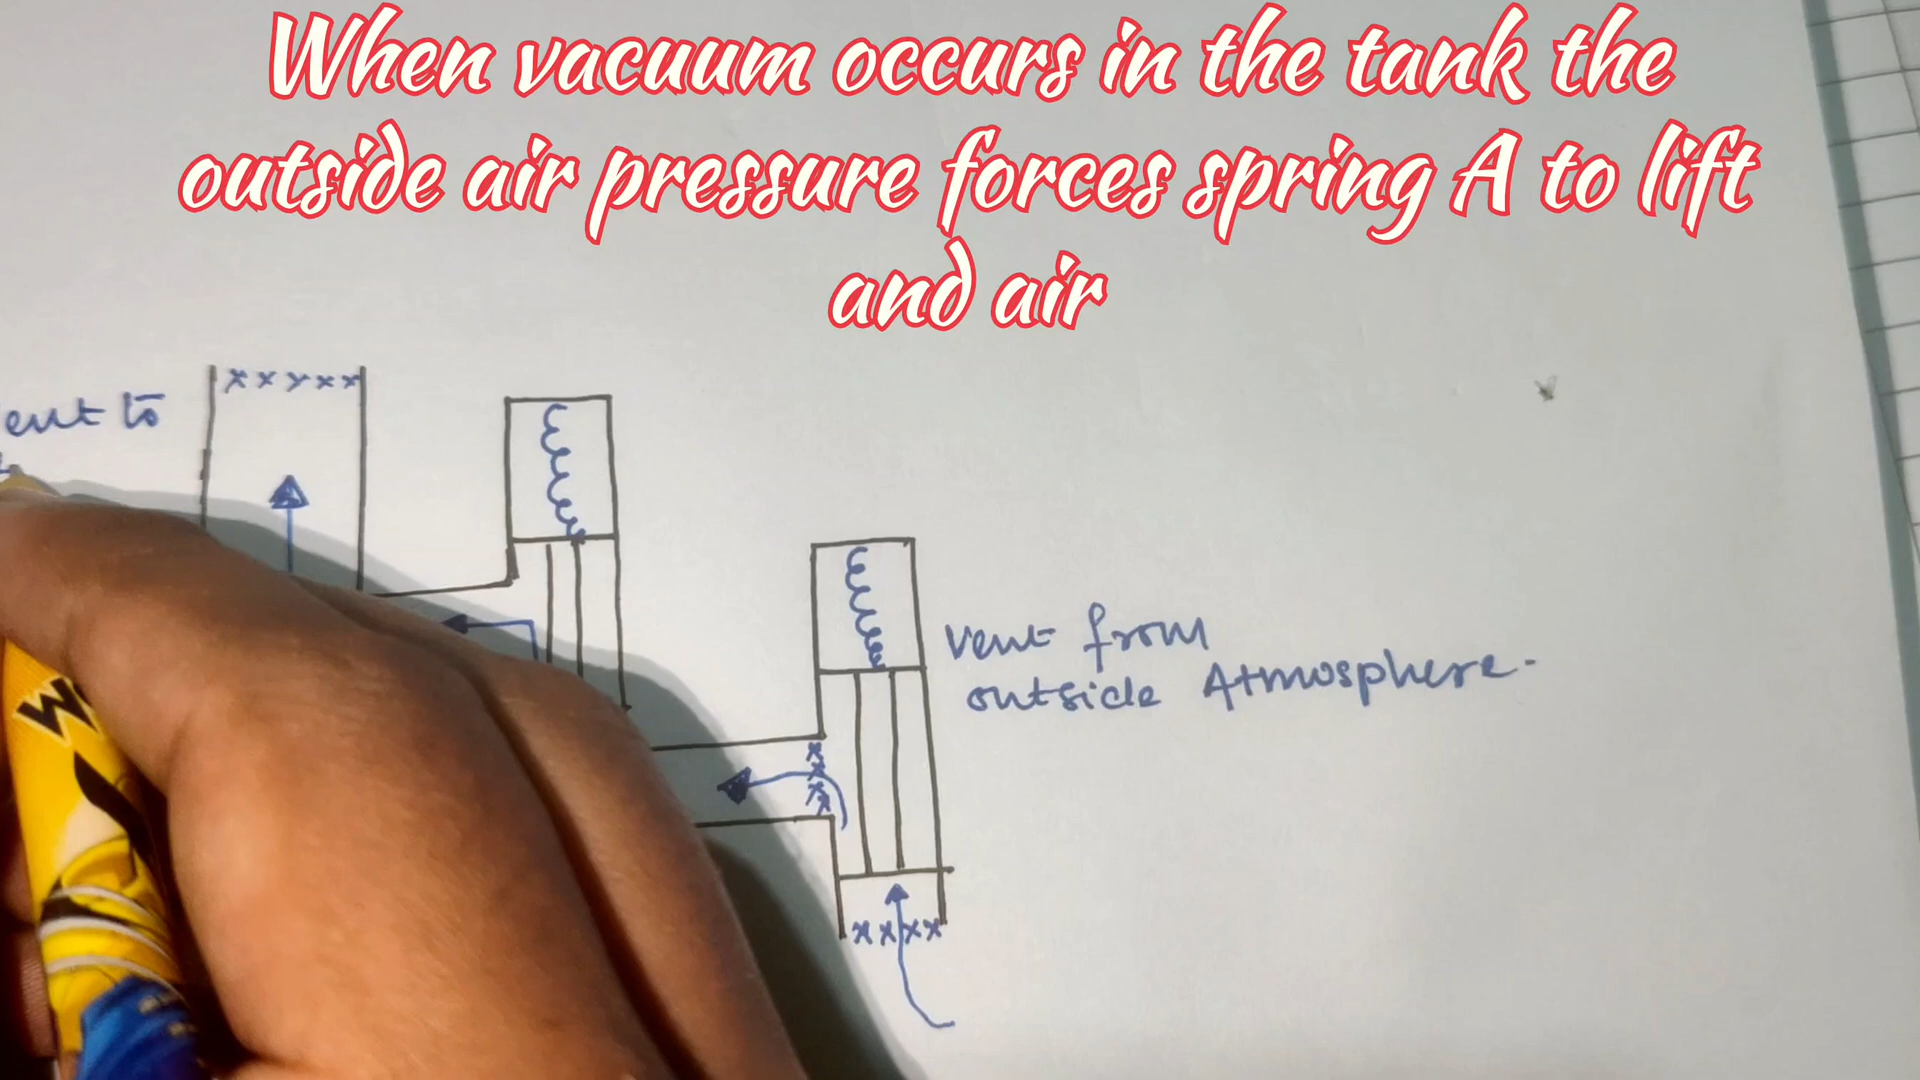 When vacuum occurs in the tank the
outside air pressure forces spring A to lift
and air
ent to
xxyxx
vent from
outside Atmosphere.